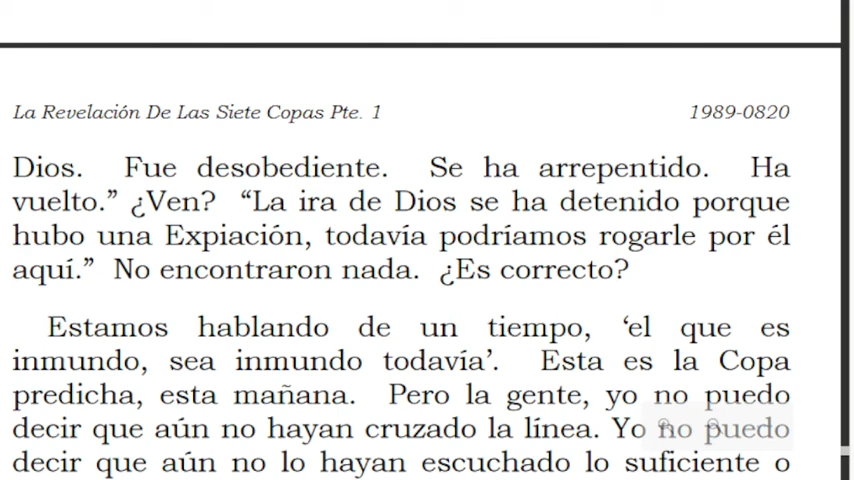 La Revelación De Las Siete Copas Pte. 1 1989-0820
Dios. Fue desobediente. Se ha arrepentido. Ha
vuelto.” ¿Ven? “La ira de Dios se ha detenido porque
hubo una Expiación, todavía podríamos rogarle por él
aquí.” No encontraron nada. ¿Es correcto?
Estamos hablando de un tiempo, ‘el que es
inmundo, sea inmundo todavía’. Esta es la Copa
predicha, esta mañana. Pero la gente, yo no puedo
decir que aún no hayan cruzado la línea. Yo no puedo
decir que aún no lo hayan escuchado lo suficiente o